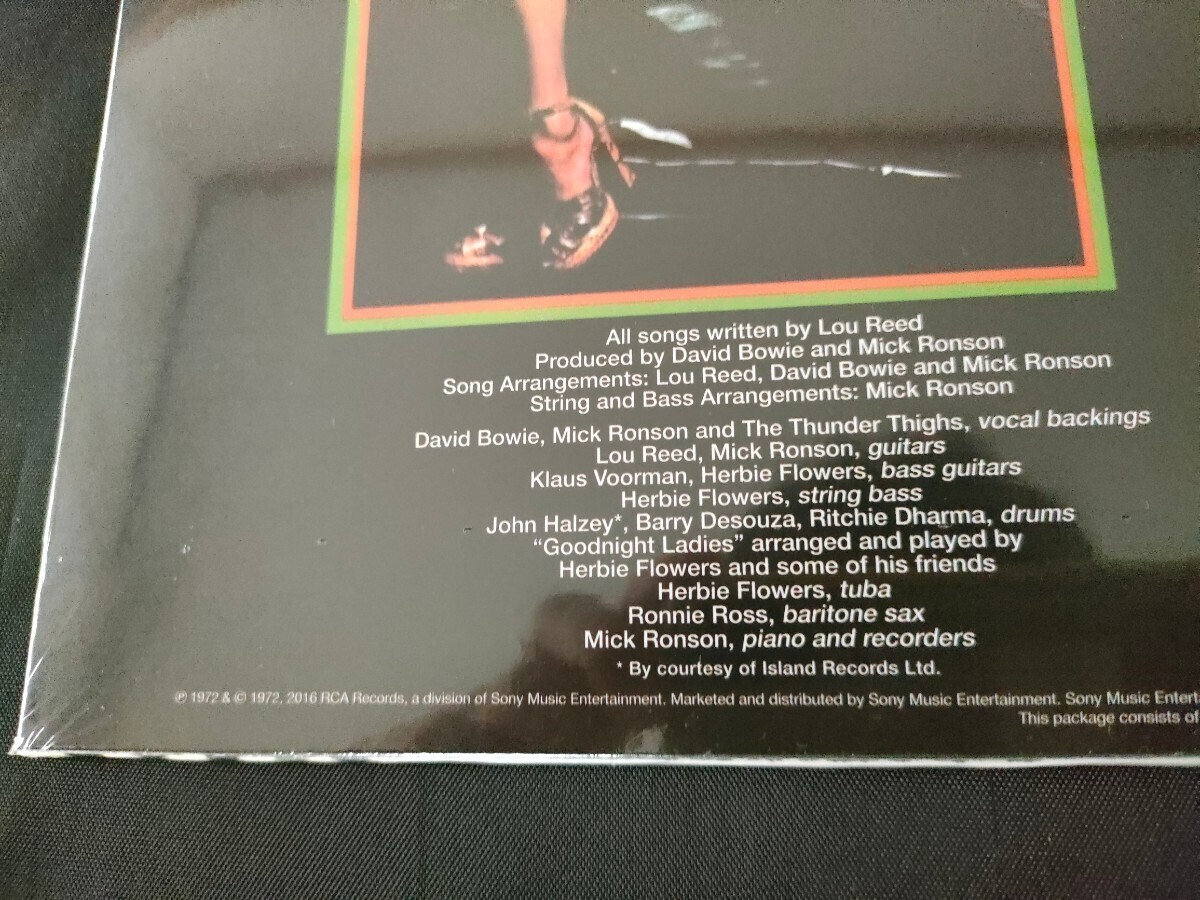 All songs written by Lou Reed
Produced by David Bowie and Mick Ronson
Song Arrangements: Lou Reed, David Bowie and Mick Ronson
String and Bass Arrangements: Mick Ronson
David Bowie, Mick Ronson and The Thunder Thighs, vocal backings
Lou Reed, Mick Ronson, guitars
Klaus Voorman, Herbie Flowers, bass guitars
Herbie Flowers, string bass
John Halzey*, Barry Desouza, Ritchie Dharma, drums
“Goodnight Ladies” arranged and played by
Herbie Flowers and some of his friends
Herbie Flowers, tuba
Ronnie Ross, baritone sax
Mick Ronson, piano and recorders
* By courtesy of Island Records Ltd.
℗ 1972 & © 1972, 2016 RCA Records, a division of Sony Music Entertainment. Marketed and distributed by Sony Music Entertainment. Sony Music Entert
This package consists of